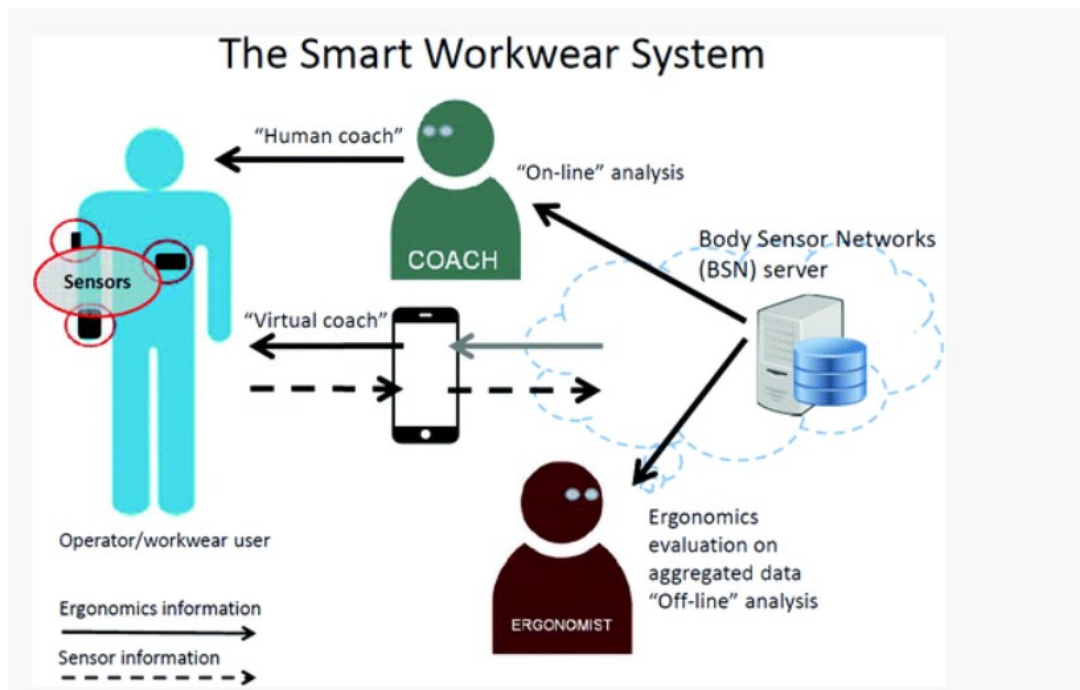 The Smart Workwear System
“Human coach”
“On-line” analysis
COACH
Body Sensor Networks
(BSN) server
Sensors
“Virtual coach”
Operator/workwear user
Ergonomics
evaluation on
aggregated data
“Off-line” analysis
ERGONOMIST
Ergonomics information
Sensor information